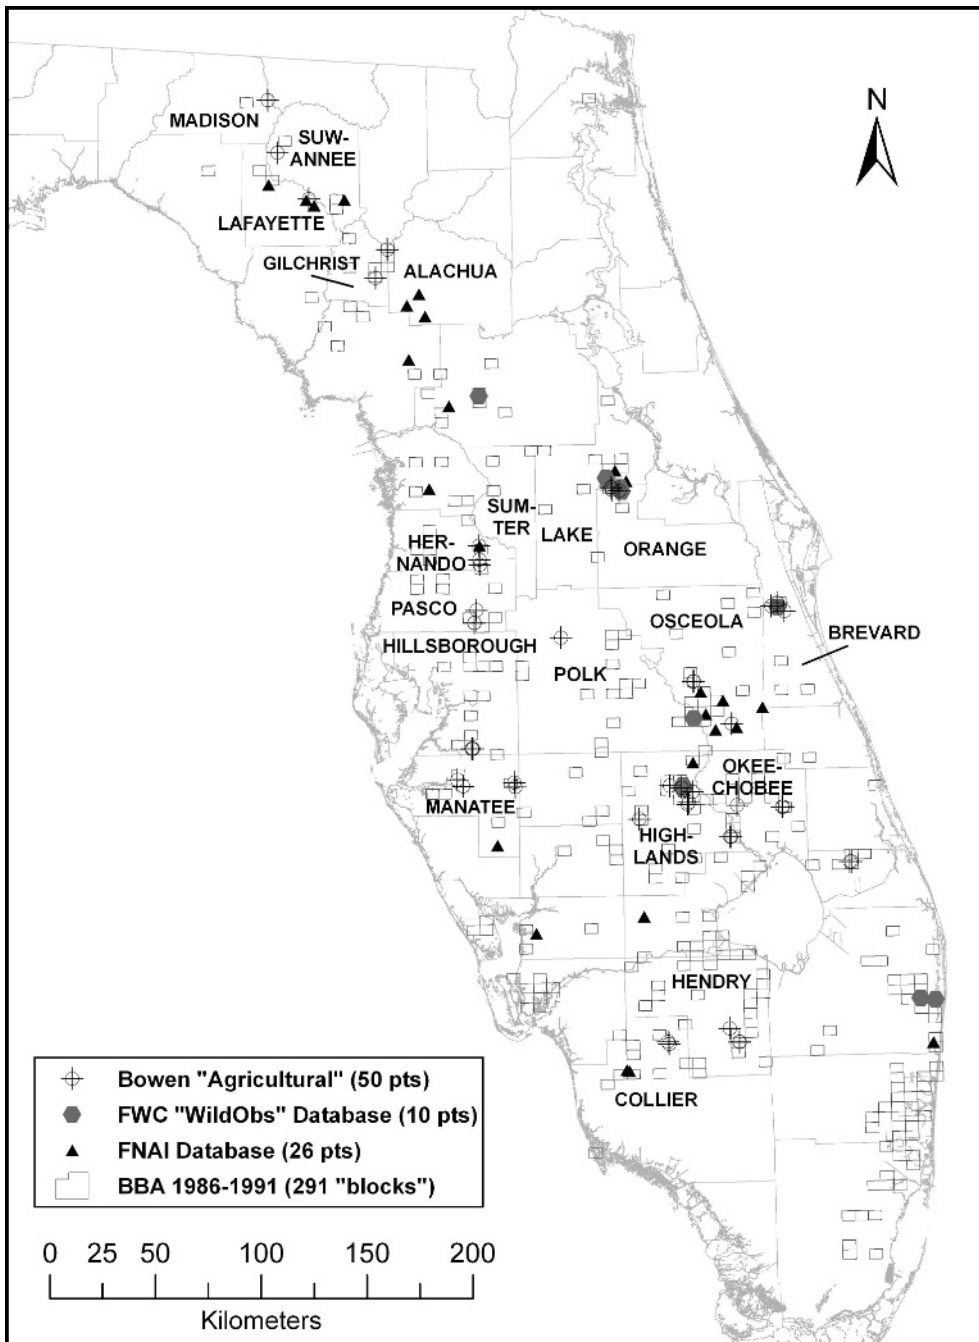 N
MADISON
SUW-
ANNEE
LAFAYETTE
GILCHRIST
ALACHUA
SUM-
TER
LAKE
ORANGE
HER-
NANDO
PASCO
HILLSBOROUGH
POLK
OSCEOLA
BREVARD
MANATEE
OKEE-
CHOBEE
HIGH-
LANDS
HENDRY
COLLIER
Bowen "Agricultural" (50 pts)
FWC "WildObs" Database (10 pts)
FNAI Database (26 pts)
BBA 1986-1991 (291 "blocks")
0 25 50 100 150 200
Kilometers